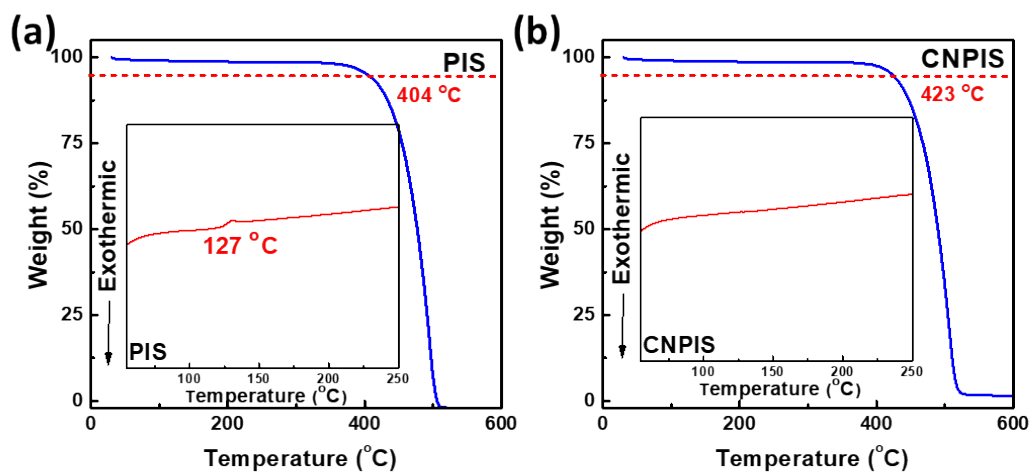 (a)
PIS
404 °C
Weight (%)
100
75
50
25
0
Exothermic
127 °C
PIS
100 150 200 250
Temperature (°C)
0 200 400 600
Temperature (°C)
(b)
CNPIS
423 °C
Weight (%)
100
75
50
25
0
Exothermic
CNPIS
100 150 200 250
Temperature (°C)
0 200 400 600
Temperature (°C)